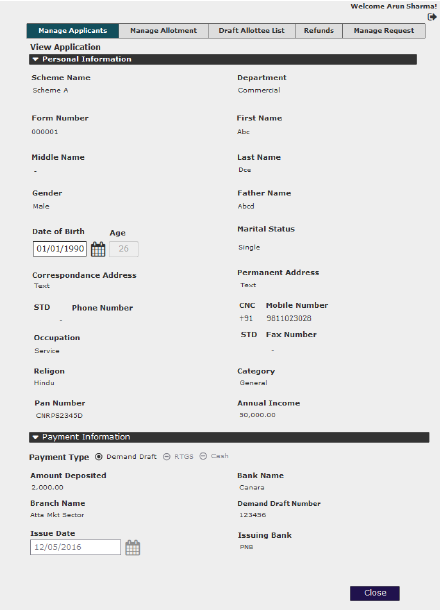 Welcome Arun Sharma!
Manage Applicants Manage Allotment Draft Allottee List Refunds Manage Request
View Application
Personal Information
Scheme Name Department
Scheme A Commercial
Form Number First Name
000001 Abc
Middle Name Last Name
- Dce
Gender Father Name
Male Abcd
Date of Birth Age Marital Status
01/01/1990 26 Single
Correspondance Address Permanent Address
Text Text
STD Phone Number CNC Mobile Number
- +91 9811023028
Occupation STD Fax Number
Service -
Religon Category
Hindu General
Pan Number Annual Income
CNRPS2345D 50,000.00
Payment Information
Payment Type Demand Draft RTGS Cash
Amount Deposited Bank Name
2,000.00 Canara
Branch Name Demand Draft Number
Atta Mkt Sector 123456
Issue Date Issuing Bank
12/05/2016 PNB
Close